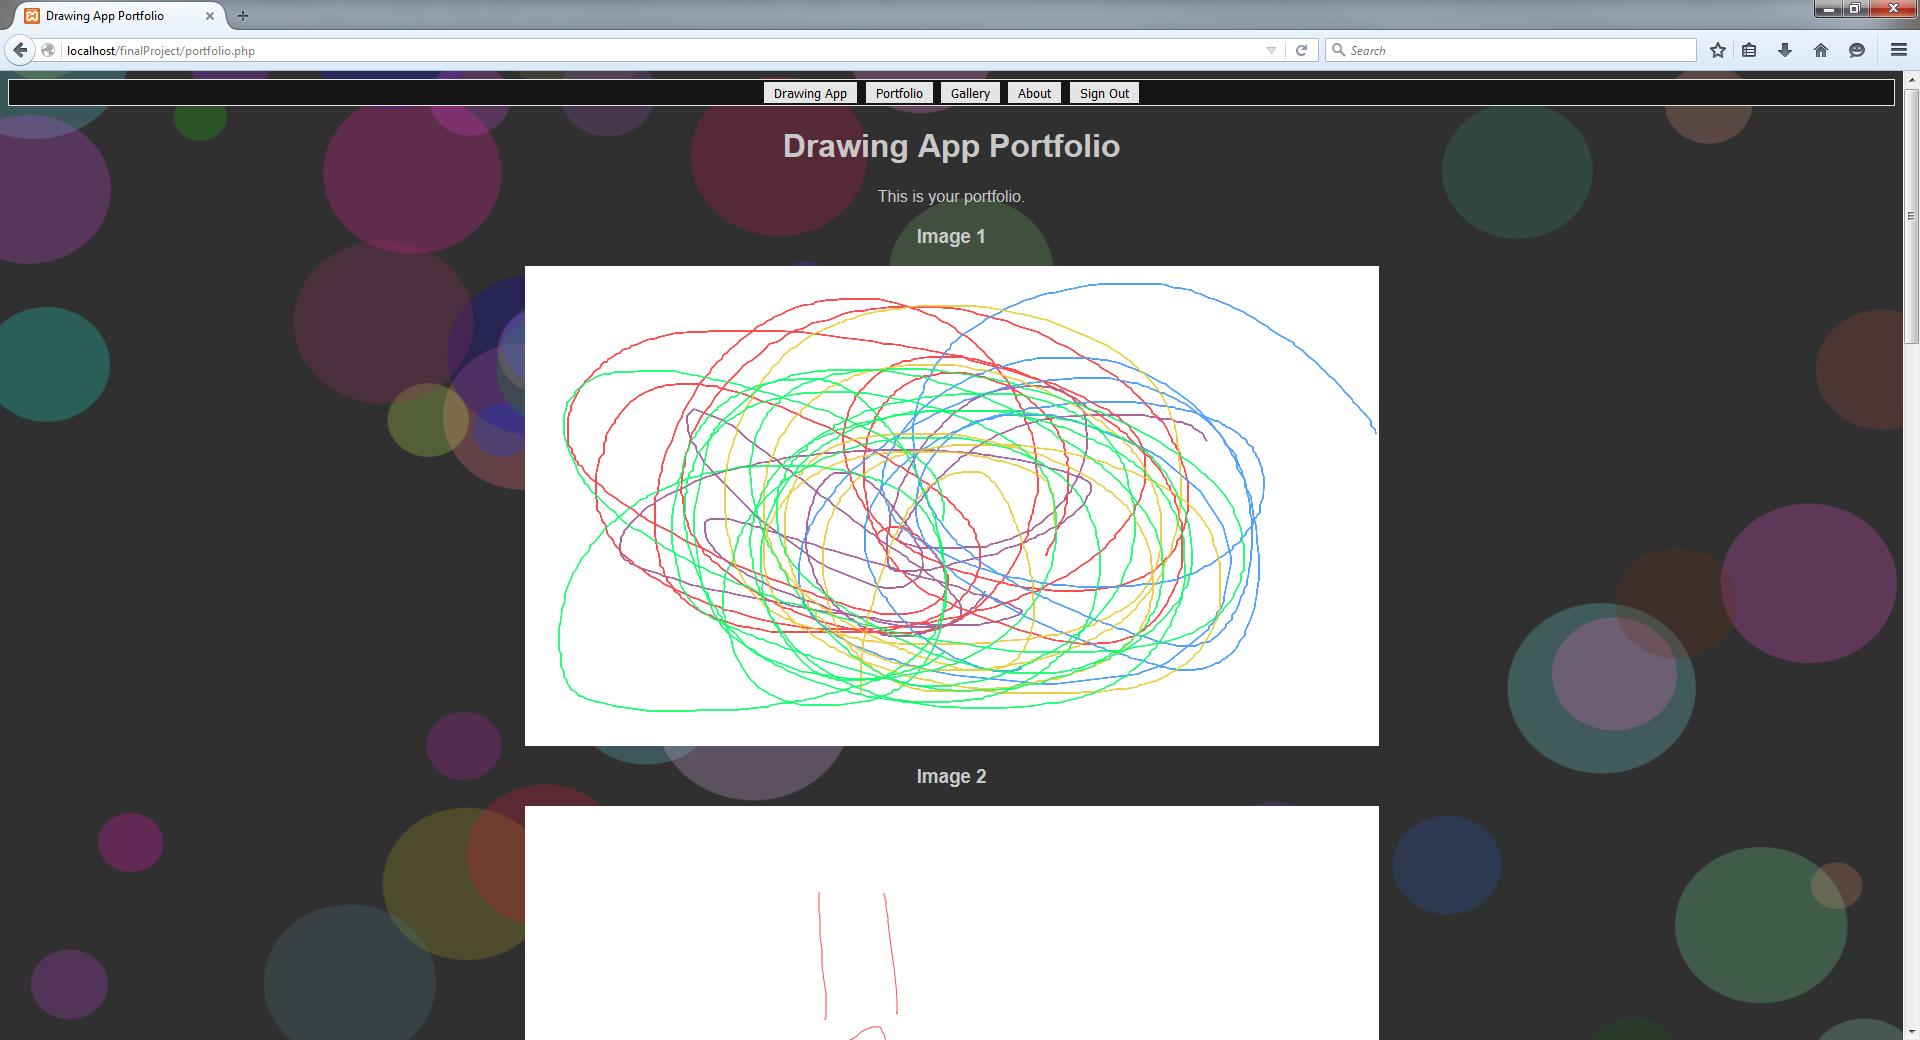 Drawing App Portfolio
localhost/finalProject/portfolio.php
Search
Drawing App Portfolio Gallery About Sign Out
Drawing App Portfolio
This is your portfolio.
Image 1
Image 2